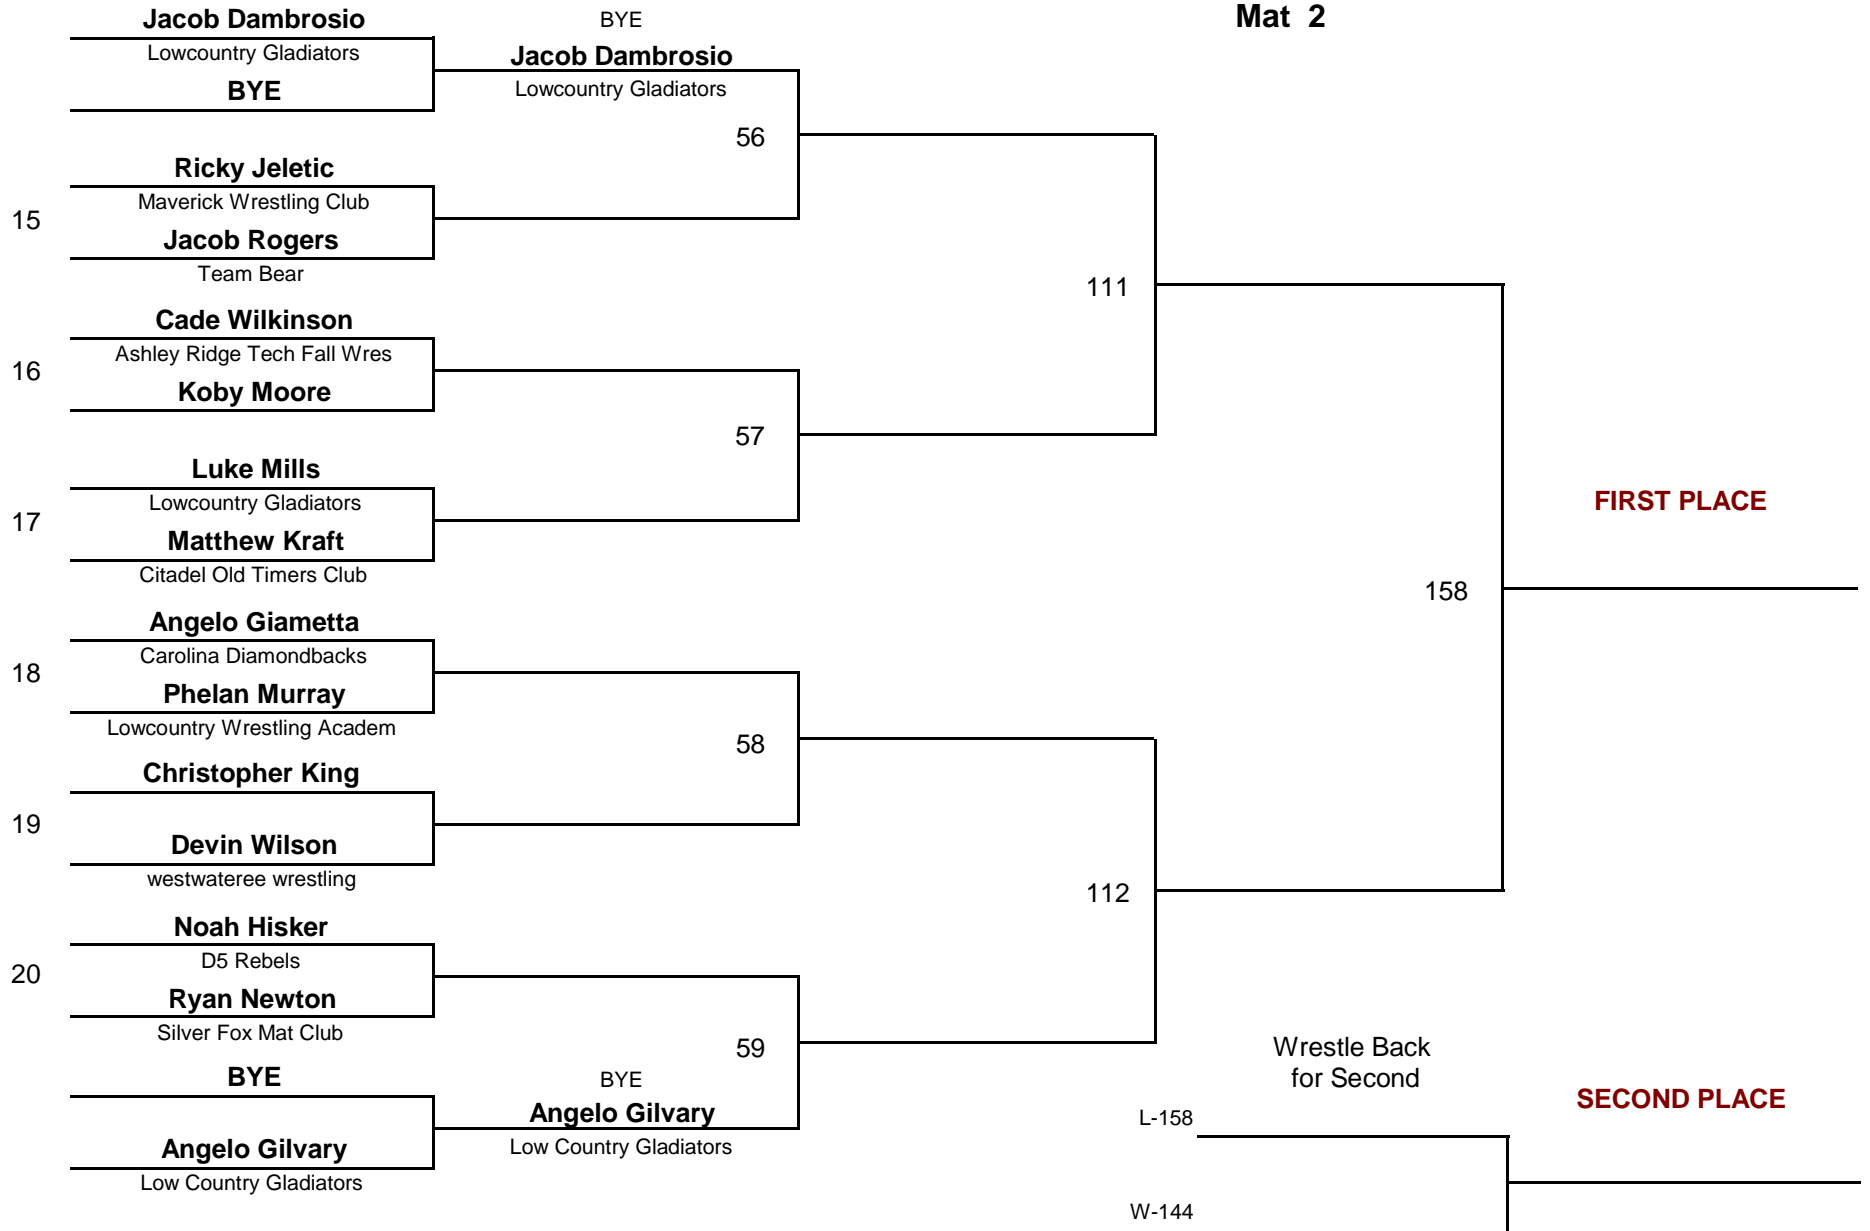 Jacob Dambrosio
BYE
Mat 2
Lowcountry Gladiators
Jacob Dambrosio
BYE
Lowcountry Gladiators
56
Ricky Jeletic
Maverick Wrestling Club
15
Jacob Rogers
Team Bear
111
Cade Wilkinson
Ashley Ridge Tech Fall Wres
16
Koby Moore
57
Luke Mills
Lowcountry Gladiators
FIRST PLACE
17
Matthew Kraft
Citadel Old Timers Club
158
Angelo Giametta
Carolina Diamondbacks
18
Phelan Murray
Lowcountry Wrestling Academ
58
Christopher King
19
Devin Wilson
westwateree wrestling
112
Noah Hisker
D5 Rebels
20
Ryan Newton
Silver Fox Mat Club
59
Wrestle Back
for Second
BYE
BYE
SECOND PLACE
Angelo Gilvary
L-158
Angelo Gilvary
Low Country Gladiators
Low Country Gladiators
W-144